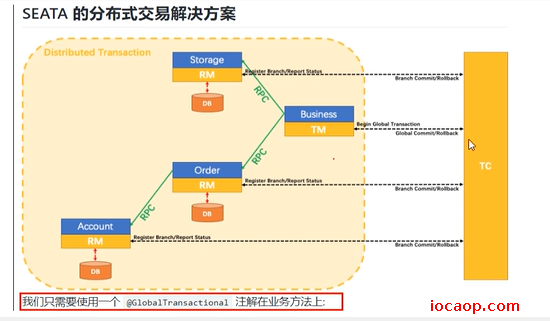 SEATA 的分布式交易解决方案
Distributed Transaction
Storage
RM
Register Branch/Report Status
Branch Commit/Rollback
DB
RPC
Business
TM
Begin Global Transaction
Global Commit/Rollback
TC
RPC
Order
RM
Register Branch/Report Status
Branch Commit/Rollback
DB
RPC
Account
RM
Register Branch/Report Status
Branch Commit/Rollback
DB
我们只需要使用一个 @GlobalTransactional 注解在业务方法上:
iocaop.com